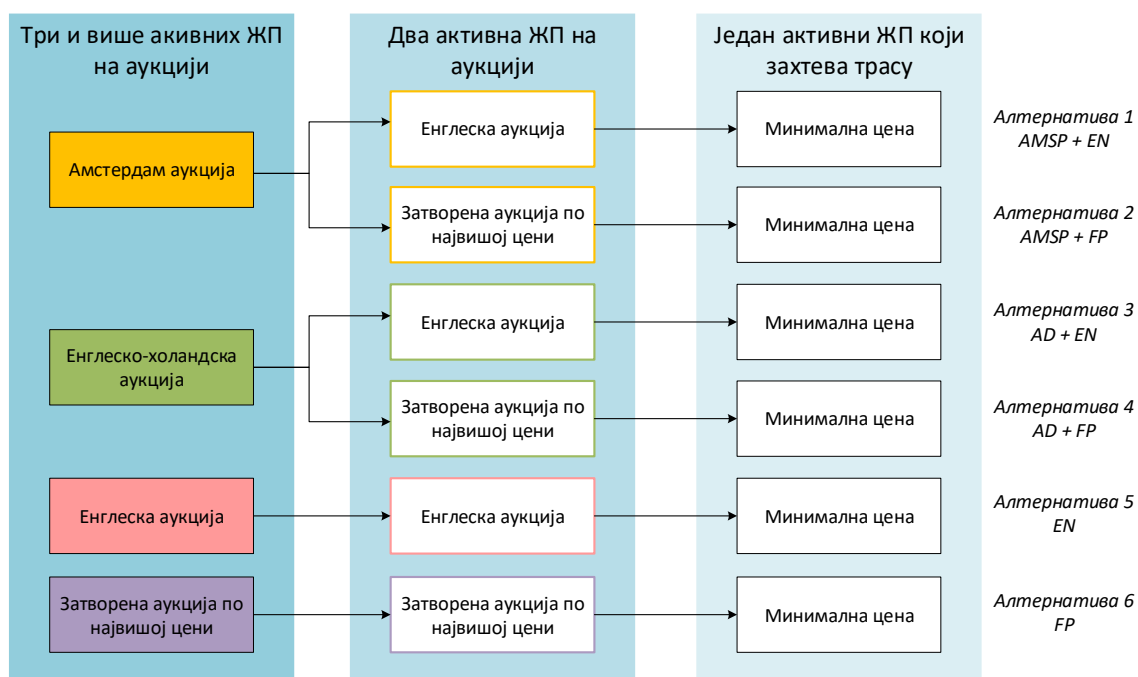 Три и више акивних ЖП
на аукцији
Два активна ЖП на
аукцији
Један активни ЖП који
захтева трасу
Амстердам аукција
Енглеска аукција
Минимална цена
Алтернатива 1
AMSP + EN
Затворена аукција по
највишој цени
Минимална цена
Алтернатива 2
AMSP + FP
Енглеско-холандска
аукција
Енглеска аукција
Минимална цена
Алтернатива 3
AD + EN
Затворена аукција по
највишој цени
Минимална цена
Алтернатива 4
AD + FP
Енглеска аукција
Енглеска аукција
Минимална цена
Алтернатива 5
EN
Затворена аукција по
највишој цени
Затворена аукција по
највишој цени
Минимална цена
Алтернатива 6
FP